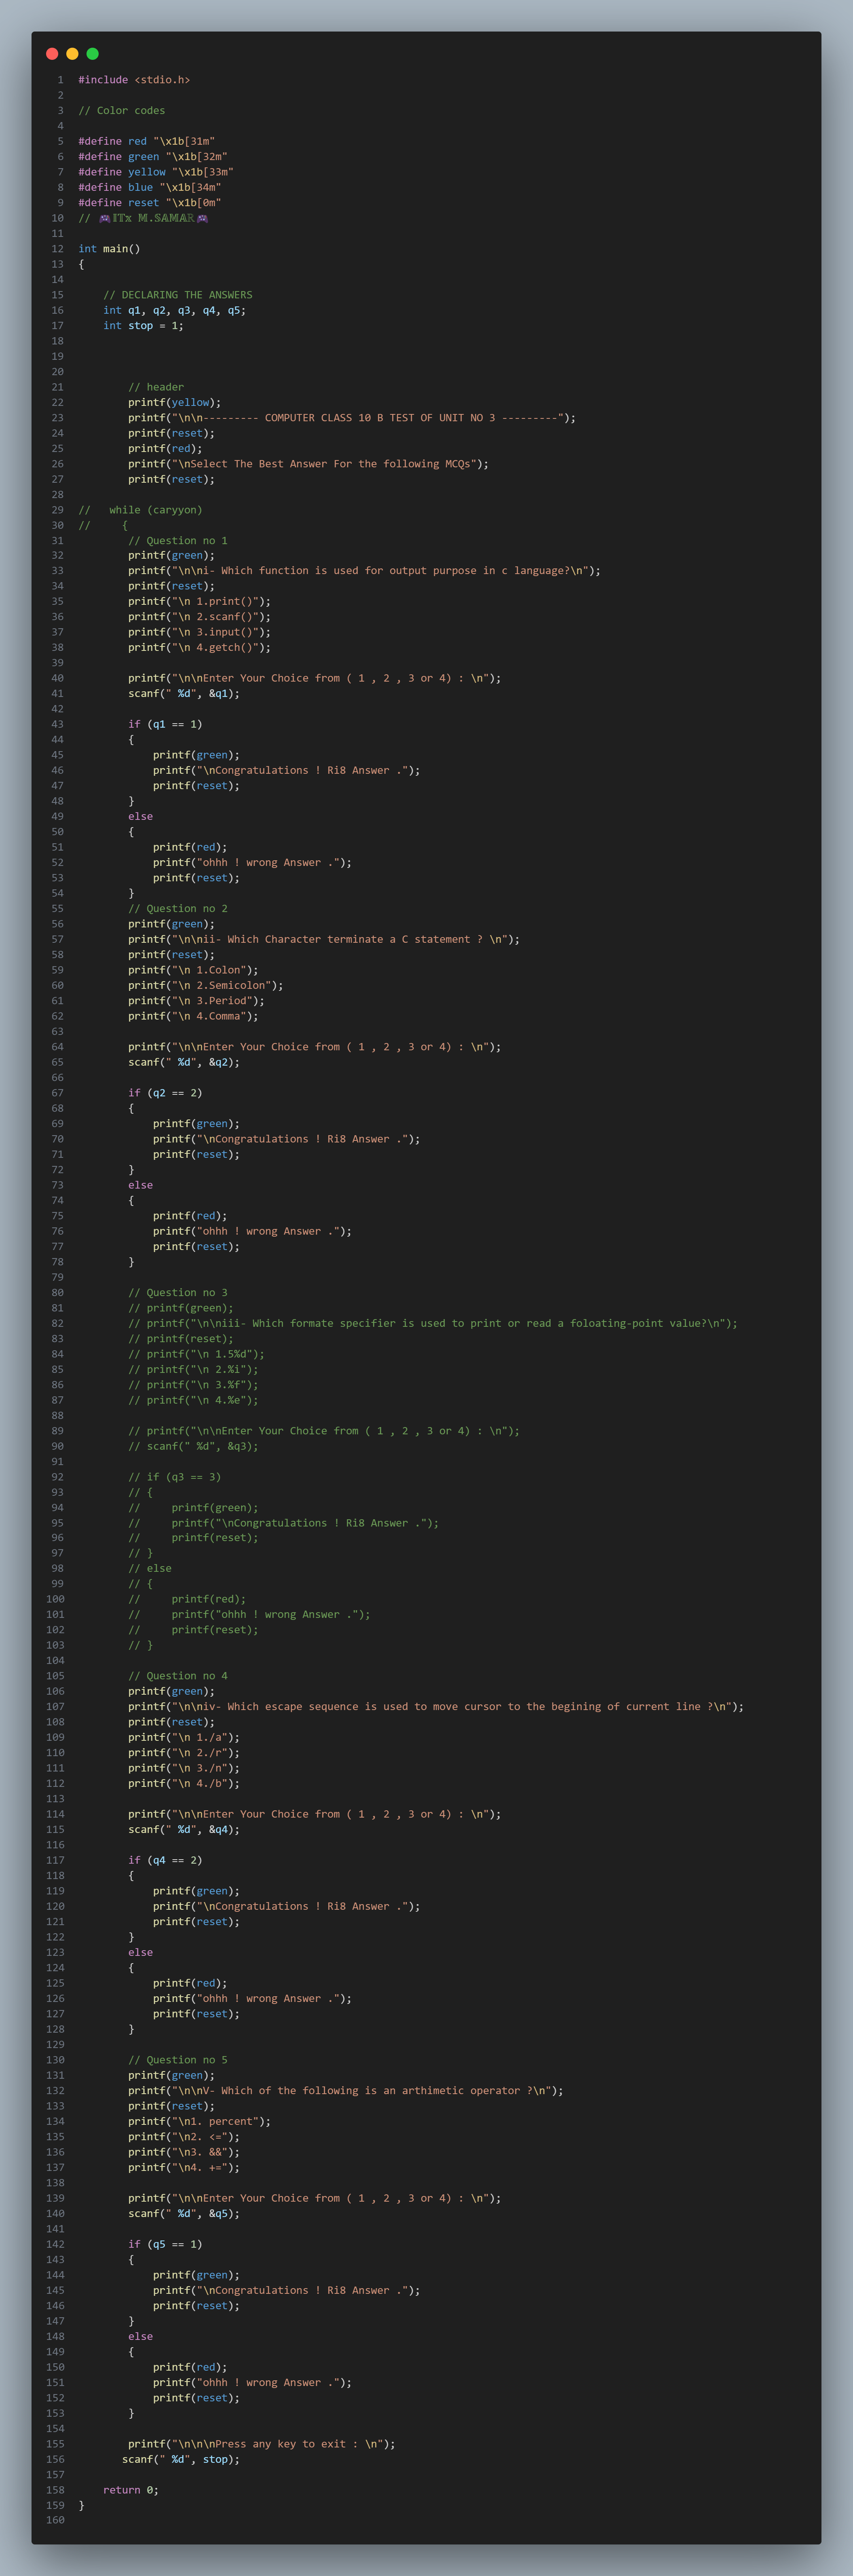 1 #include <stdio.h>
2
3 // Color codes
4
5 #define red "\x1b[31m"
6 #define green "\x1b[32m"
7 #define yellow "\x1b[33m"
8 #define blue "\x1b[34m"
9 #define reset "\x1b[0m"
10 // 🎮𝕀𝕋𝕩 𝕄.𝕊𝔸𝕄𝔸ℝ🎮
11
12 int main()
13 {
14
15     // DECLARING THE ANSWERS
16     int q1, q2, q3, q4, q5;
17     int stop = 1;
18
19
20
21         // header
22         printf(yellow);
23         printf("\n\n--------- COMPUTER CLASS 10 B TEST OF UNIT NO 3 ---------");
24         printf(reset);
25         printf(red);
26         printf("\nSelect The Best Answer For the following MCQs");
27         printf(reset);
28
29 //   while (caryyon)
30 //     {
31         // Question no 1
32         printf(green);
33         printf("\n\ni- Which function is used for output purpose in c language?\n");
34         printf(reset);
35         printf("\n 1.print()");
36         printf("\n 2.scanf()");
37         printf("\n 3.input()");
38         printf("\n 4.getch()");
39
40         printf("\n\nEnter Your Choice from ( 1 , 2 , 3 or 4) : \n");
41         scanf(" %d", &q1);
42
43         if (q1 == 1)
44         {
45             printf(green);
46             printf("\nCongratulations ! Ri8 Answer .");
47             printf(reset);
48         }
49         else
50         {
51             printf(red);
52             printf("ohhh ! wrong Answer .");
53             printf(reset);
54         }
55         // Question no 2
56         printf(green);
57         printf("\n\nii- Which Character terminate a C statement ? \n");
58         printf(reset);
59         printf("\n 1.Colon");
60         printf("\n 2.Semicolon");
61         printf("\n 3.Period");
62         printf("\n 4.Comma");
63
64         printf("\n\nEnter Your Choice from ( 1 , 2 , 3 or 4) : \n");
65         scanf(" %d", &q2);
66
67         if (q2 == 2)
68         {
69             printf(green);
70             printf("\nCongratulations ! Ri8 Answer .");
71             printf(reset);
72         }
73         else
74         {
75             printf(red);
76             printf("ohhh ! wrong Answer .");
77             printf(reset);
78         }
79
80         // Question no 3
81         // printf(green);
82         // printf("\n\niii- Which formate specifier is used to print or read a foloating-point value?\n");
83         // printf(reset);
84         // printf("\n 1.5%d");
85         // printf("\n 2.%i");
86         // printf("\n 3.%f");
87         // printf("\n 4.%e");
88
89         // printf("\n\nEnter Your Choice from ( 1 , 2 , 3 or 4) : \n");
90         // scanf(" %d", &q3);
91
92         // if (q3 == 3)
93         // {
94         //     printf(green);
95         //     printf("\nCongratulations ! Ri8 Answer .");
96         //     printf(reset);
97         // }
98         // else
99         // {
100         //     printf(red);
101         //     printf("ohhh ! wrong Answer .");
102         //     printf(reset);
103         // }
104
105         // Question no 4
106         printf(green);
107         printf("\n\niv- Which escape sequence is used to move cursor to the begining of current line ?\n");
108         printf(reset);
109         printf("\n 1./a");
110         printf("\n 2./r");
111         printf("\n 3./n");
112         printf("\n 4./b");
113
114         printf("\n\nEnter Your Choice from ( 1 , 2 , 3 or 4) : \n");
115         scanf(" %d", &q4);
116
117         if (q4 == 2)
118         {
119             printf(green);
120             printf("\nCongratulations ! Ri8 Answer .");
121             printf(reset);
122         }
123         else
124         {
125             printf(red);
126             printf("ohhh ! wrong Answer .");
127             printf(reset);
128         }
129
130         // Question no 5
131         printf(green);
132         printf("\n\nV- Which of the following is an arthimetic operator ?\n");
133         printf(reset);
134         printf("\n1. percent");
135         printf("\n2. <=");
136         printf("\n3. &&");
137         printf("\n4. +=");
138
139         printf("\n\nEnter Your Choice from ( 1 , 2 , 3 or 4) : \n");
140         scanf(" %d", &q5);
141
142         if (q5 == 1)
143         {
144             printf(green);
145             printf("\nCongratulations ! Ri8 Answer .");
146             printf(reset);
147         }
148         else
149         {
150             printf(red);
151             printf("ohhh ! wrong Answer .");
152             printf(reset);
153         }
154
155         printf("\n\n\nPress any key to exit : \n");
156        scanf(" %d", stop);
157
158     return 0;
159 }
160